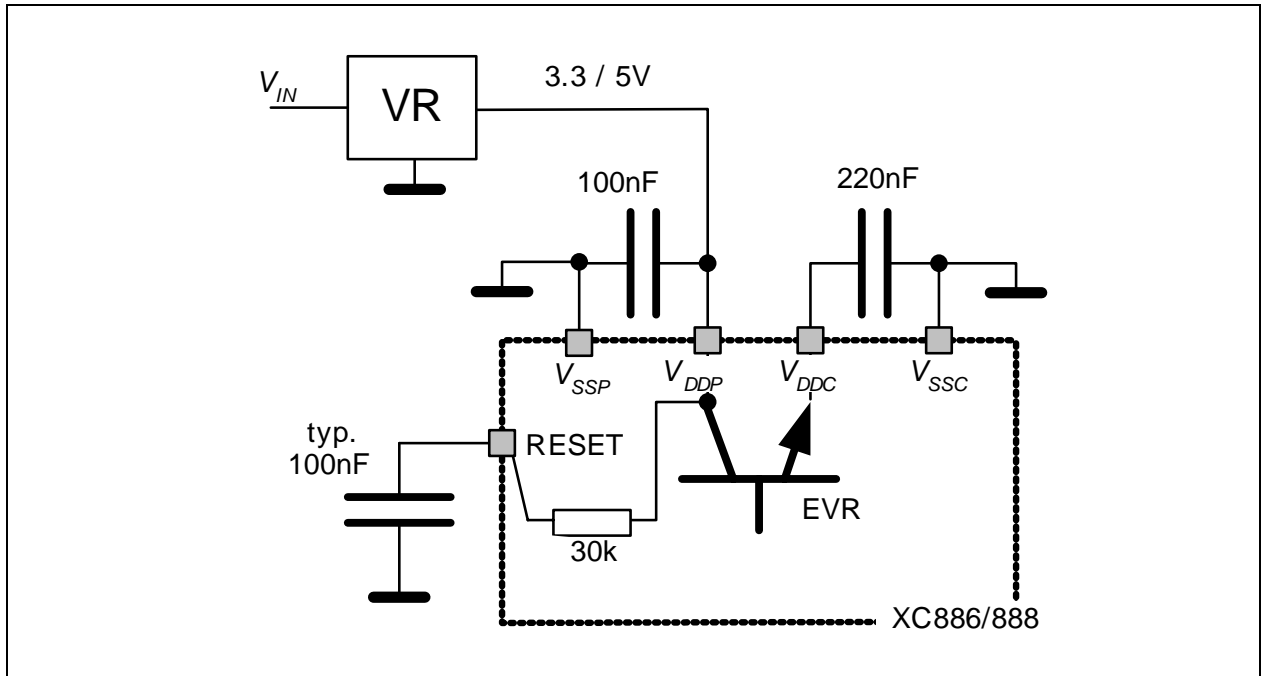 3.3 / 5V
V_IN
VR
100nF
220nF
V_SSP
V_DDP
V_DDC
V_SSC
typ.
100nF
RESET
EVR
30k
XC886/888